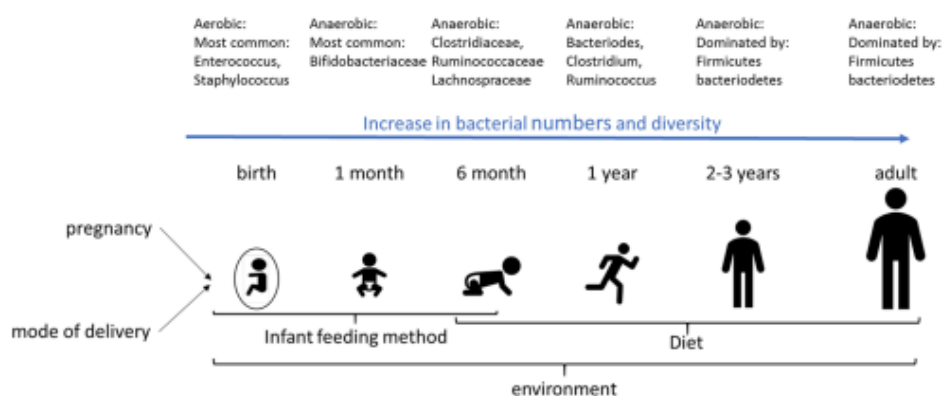 Aerobic:
Most common:
Enterococcus,
Staphylococcus
Anaerobic:
Most common:
Bifidobacteriaceae
Anaerobic:
Clostridiaceae,
Ruminococcaceae
Lachnospraceae
Anaerobic:
Bacteriodes,
Clostridium,
Ruminococcus
Anaerobic:
Dominated by:
Firmicutes
bacteriodetes
Anaerobic:
Dominated by:
Firmicutes
bacteriodetes
Increase in bacterial numbers and diversity
birth
1 month
6 month
1 year
2-3 years
adult
pregnancy
mode of delivery
Infant feeding method
Diet
environment